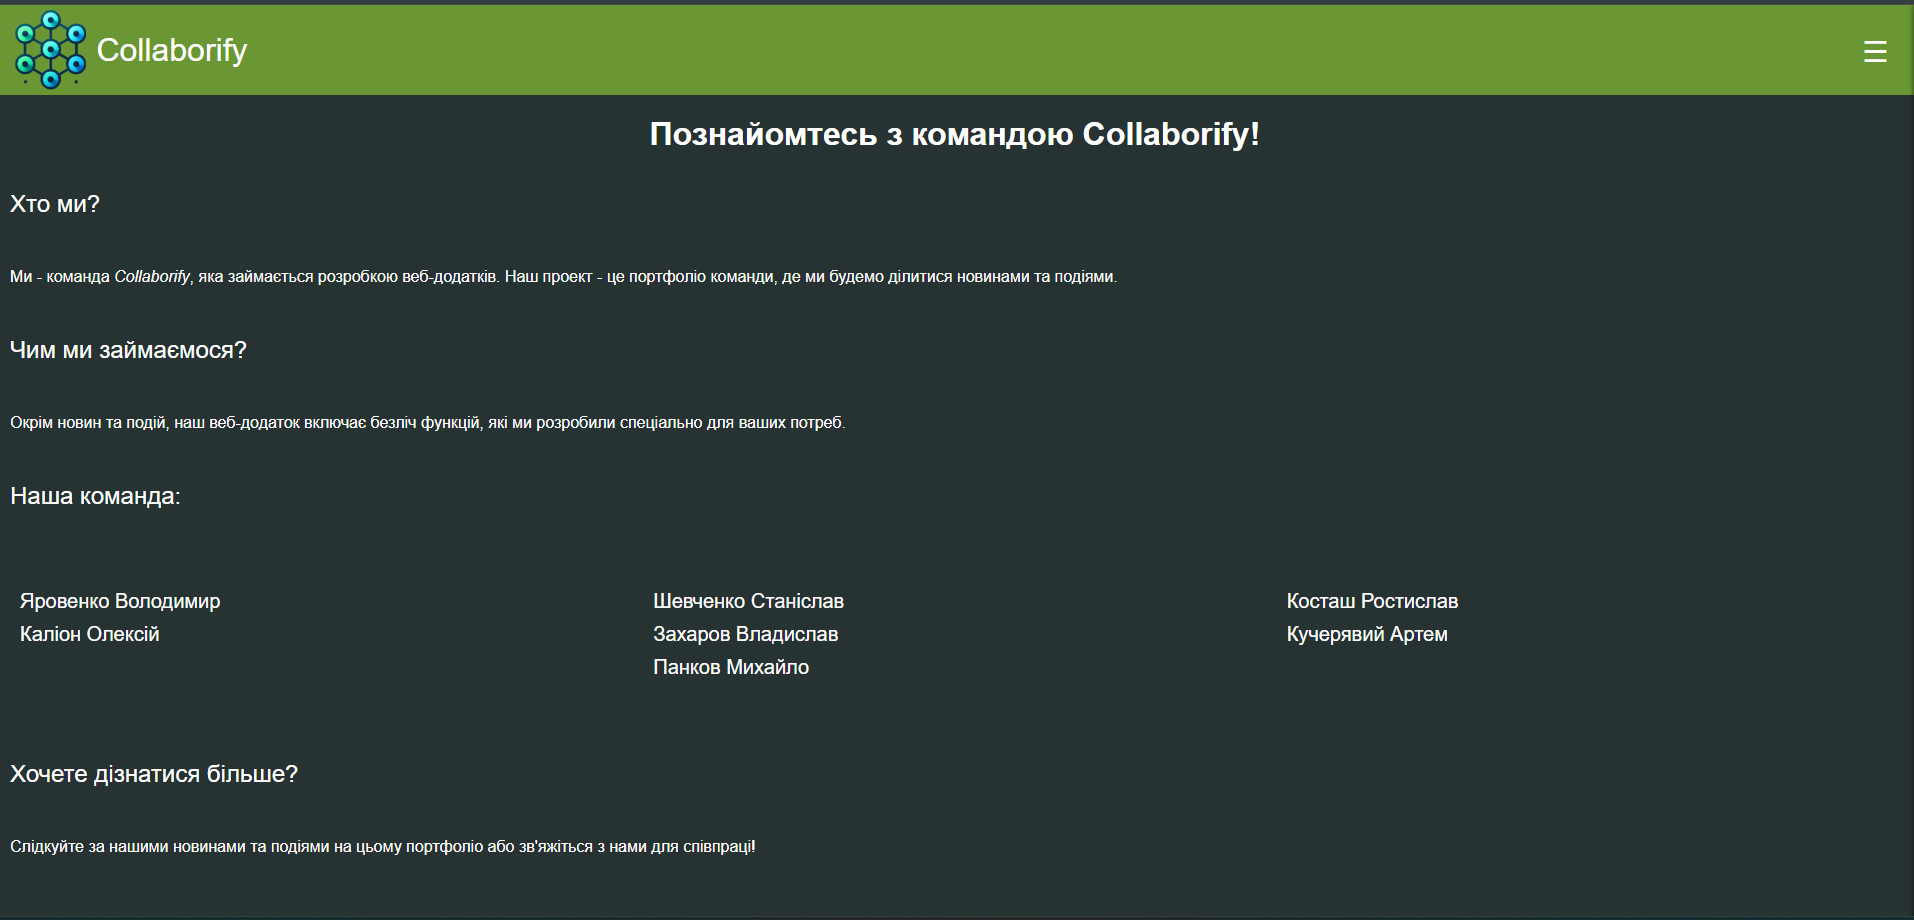 Collaborify
☰
Познайомтесь з командою Collaborify!
Хто ми?
Ми - команда Collaborify, яка займається розробкою веб-додатків. Наш проект - це портфоліо команди, де ми будемо ділитися новинами та подіями.
Чим ми займаємося?
Окрім новин та подій, наш веб-додаток включає безліч функцій, які ми розробили спеціально для ваших потреб.
Наша команда:
Яровенко Володимир
Каліон Олексій
Шевченко Станіслав
Захаров Владислав
Панков Михайло
Косташ Ростислав
Кучерявий Артем
Хочете дізнатися більше?
Слідкуйте за нашими новинами та подіями на цьому портфоліо або зв'яжіться з нами для співпраці!